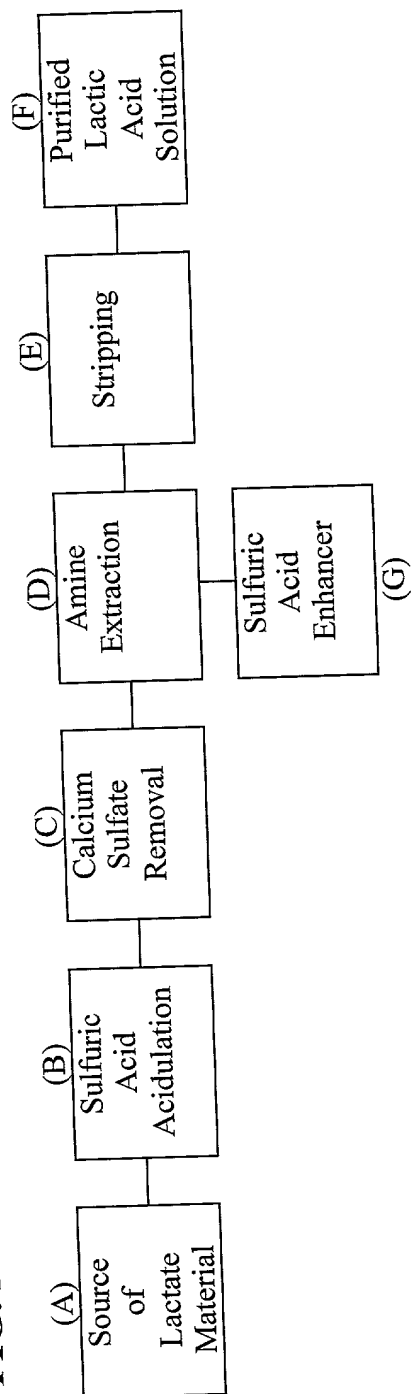 (A)
Source
of
Lactate
Material
(B)
Sulfuric
Acid
Acidulation
(C)
Calcium
Sulfate
Removal
(D)
Amine
Extraction
(E)
Stripping
(F)
Purified
Lactic
Acid
Solution
Sulfuric
Acid
Enhancer
(G)